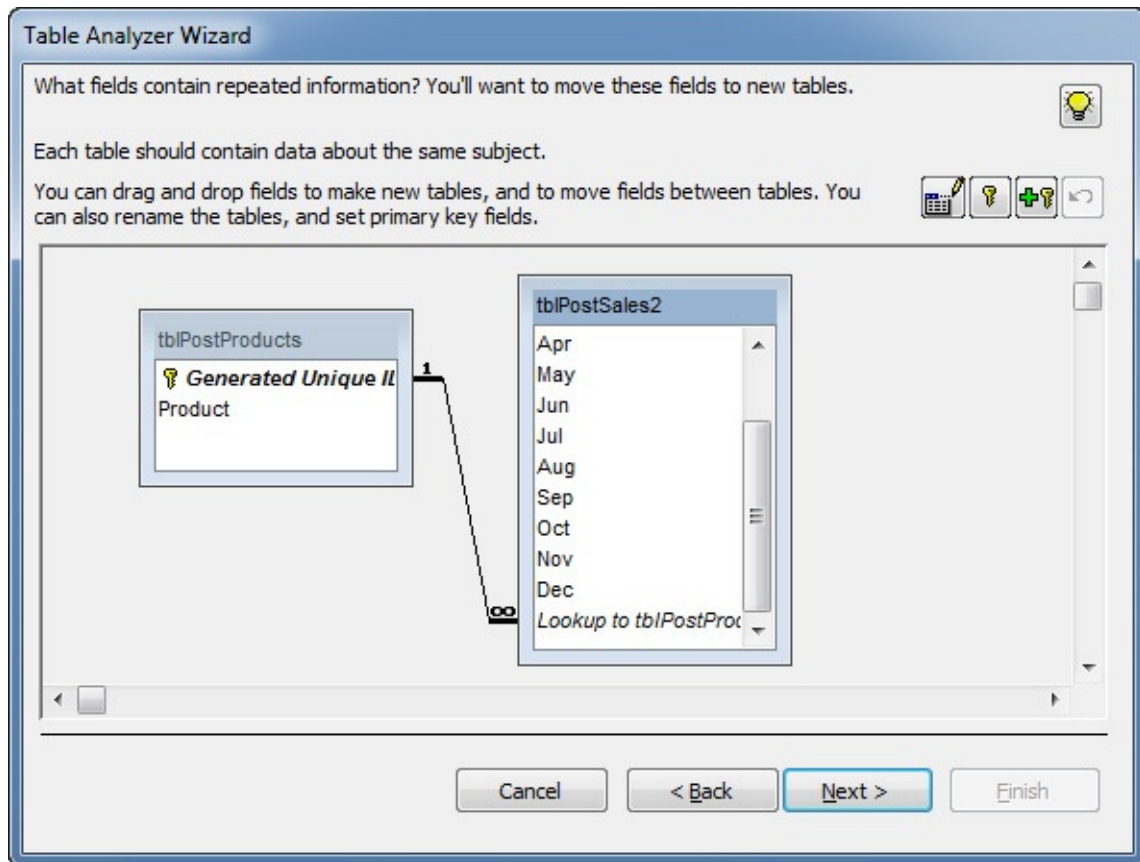 Table Analyzer Wizard
What fields contain repeated information? You'll want to move these fields to new tables.
Each table should contain data about the same subject.
You can drag and drop fields to make new tables, and to move fields between tables. You
can also rename the tables, and set primary key fields.
tblPostProducts
Generated Unique
Product
1
∞
tblPostSales2
Apr
May
Jun
Jul
Aug
Sep
Oct
Nov
Dec
Lookup to tblPostProd
Cancel
< Back
Next >
Finish